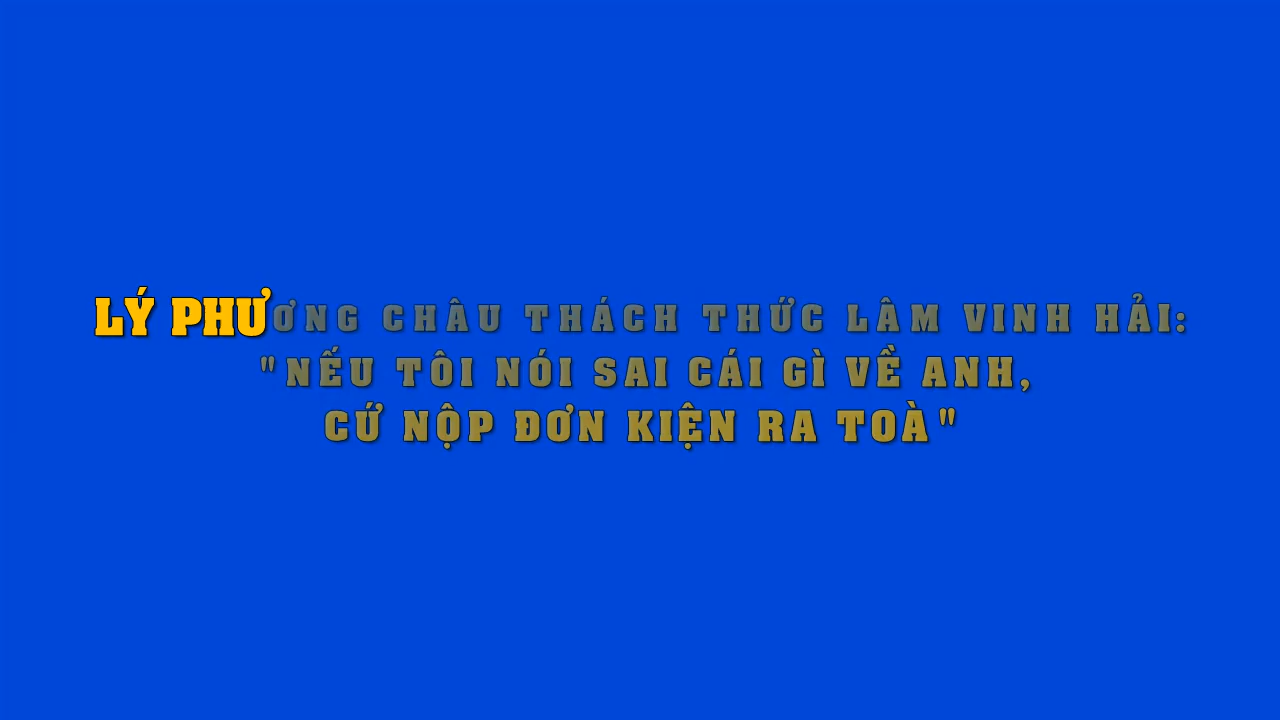 LÝ PHƯƠNG CHÂU THÁCH THỨC LÂM VINH HẢI:
"NẾU TÔI NÓI SAI CÁI GÌ VỀ ANH,
CỨ NỘP ĐƠN KIỆN RA TOÀ"